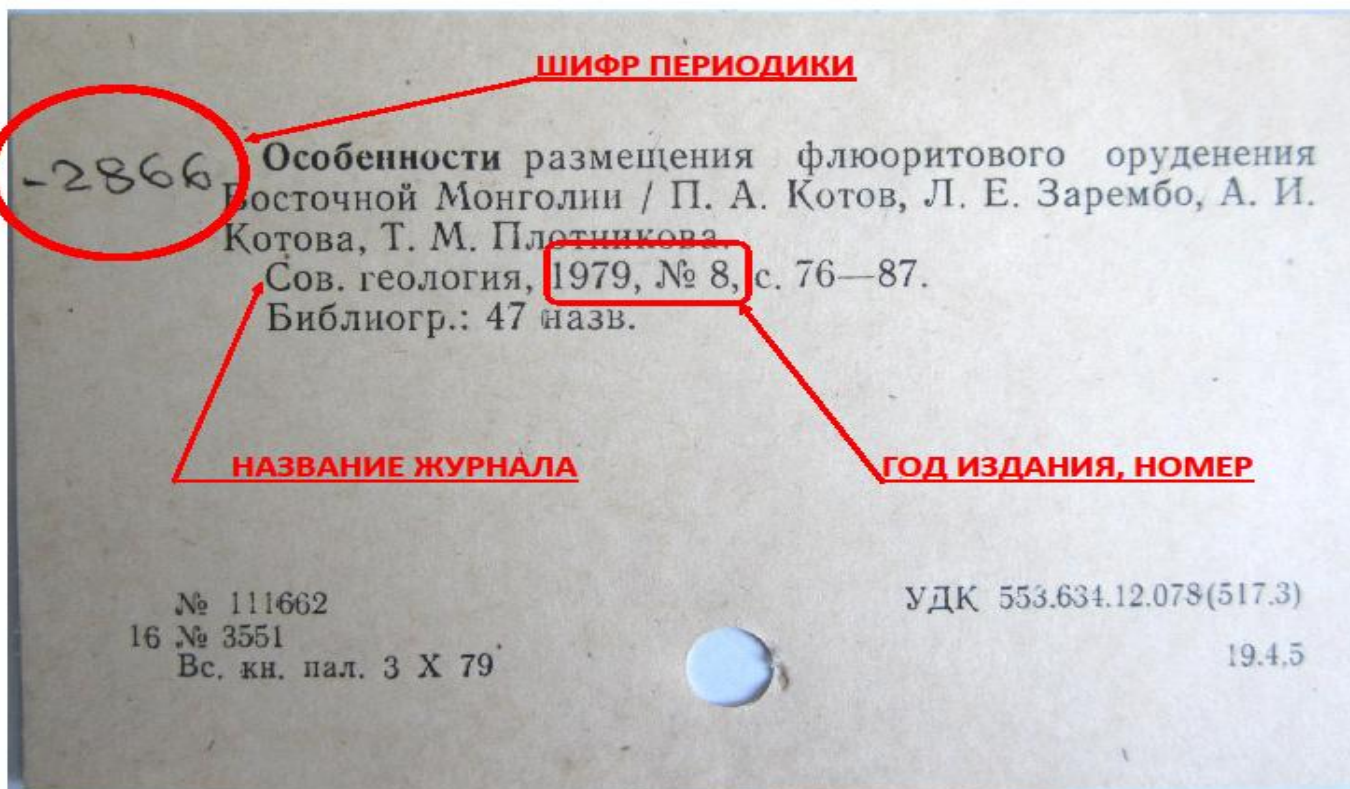 ШИФР ПЕРИОДИКИ
-2866
Особенности размещения флюоритового оруденения
Восточной Монголии / П. А. Котов, Л. Е. Зарембо, А. И.
Котова, Т. М. Плотникова.
Сов. геология, 1979, № 8, с. 76—87.
Библиогр.: 47 назв.
НАЗВАНИЕ ЖУРНАЛА
ГОД ИЗДАНИЯ, НОМЕР
№ 111662
16 № 3551
Вс. кн. пал. 3 X 79
УДК 553.634.12.078(517.3)
19.4.5